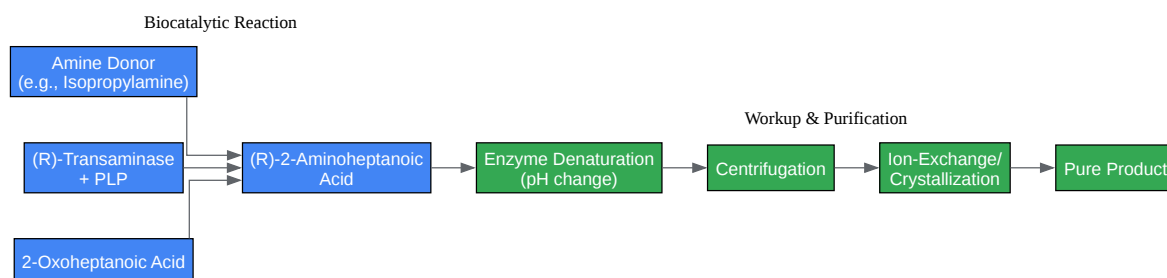 Biocatalytic Reaction
Amine Donor
(e.g., Isopropylamine)
(R)-Transaminase
+ PLP
2-Oxoheptanoic Acid
(R)-2-Aminoheptanoic
Acid
Workup & Purification
Enzyme Denaturation
(pH change)
Centrifugation
Ion-Exchange/
Crystallization
Pure Product